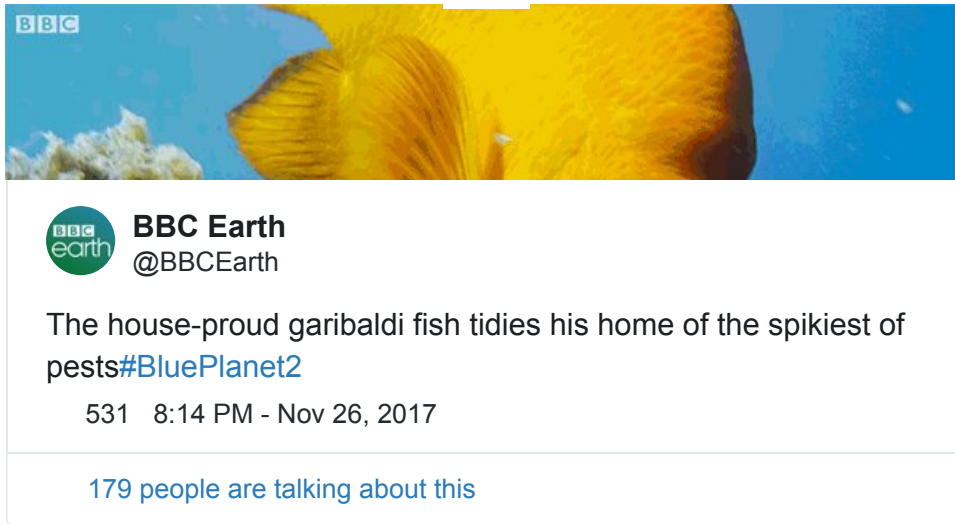 BBC
BBC
earth
BBC Earth
@BBCEarth
The house-proud garibaldi fish tidies his home of the spikiest of
pests#BluePlanet2
531 8:14 PM - Nov 26, 2017
179 people are talking about this